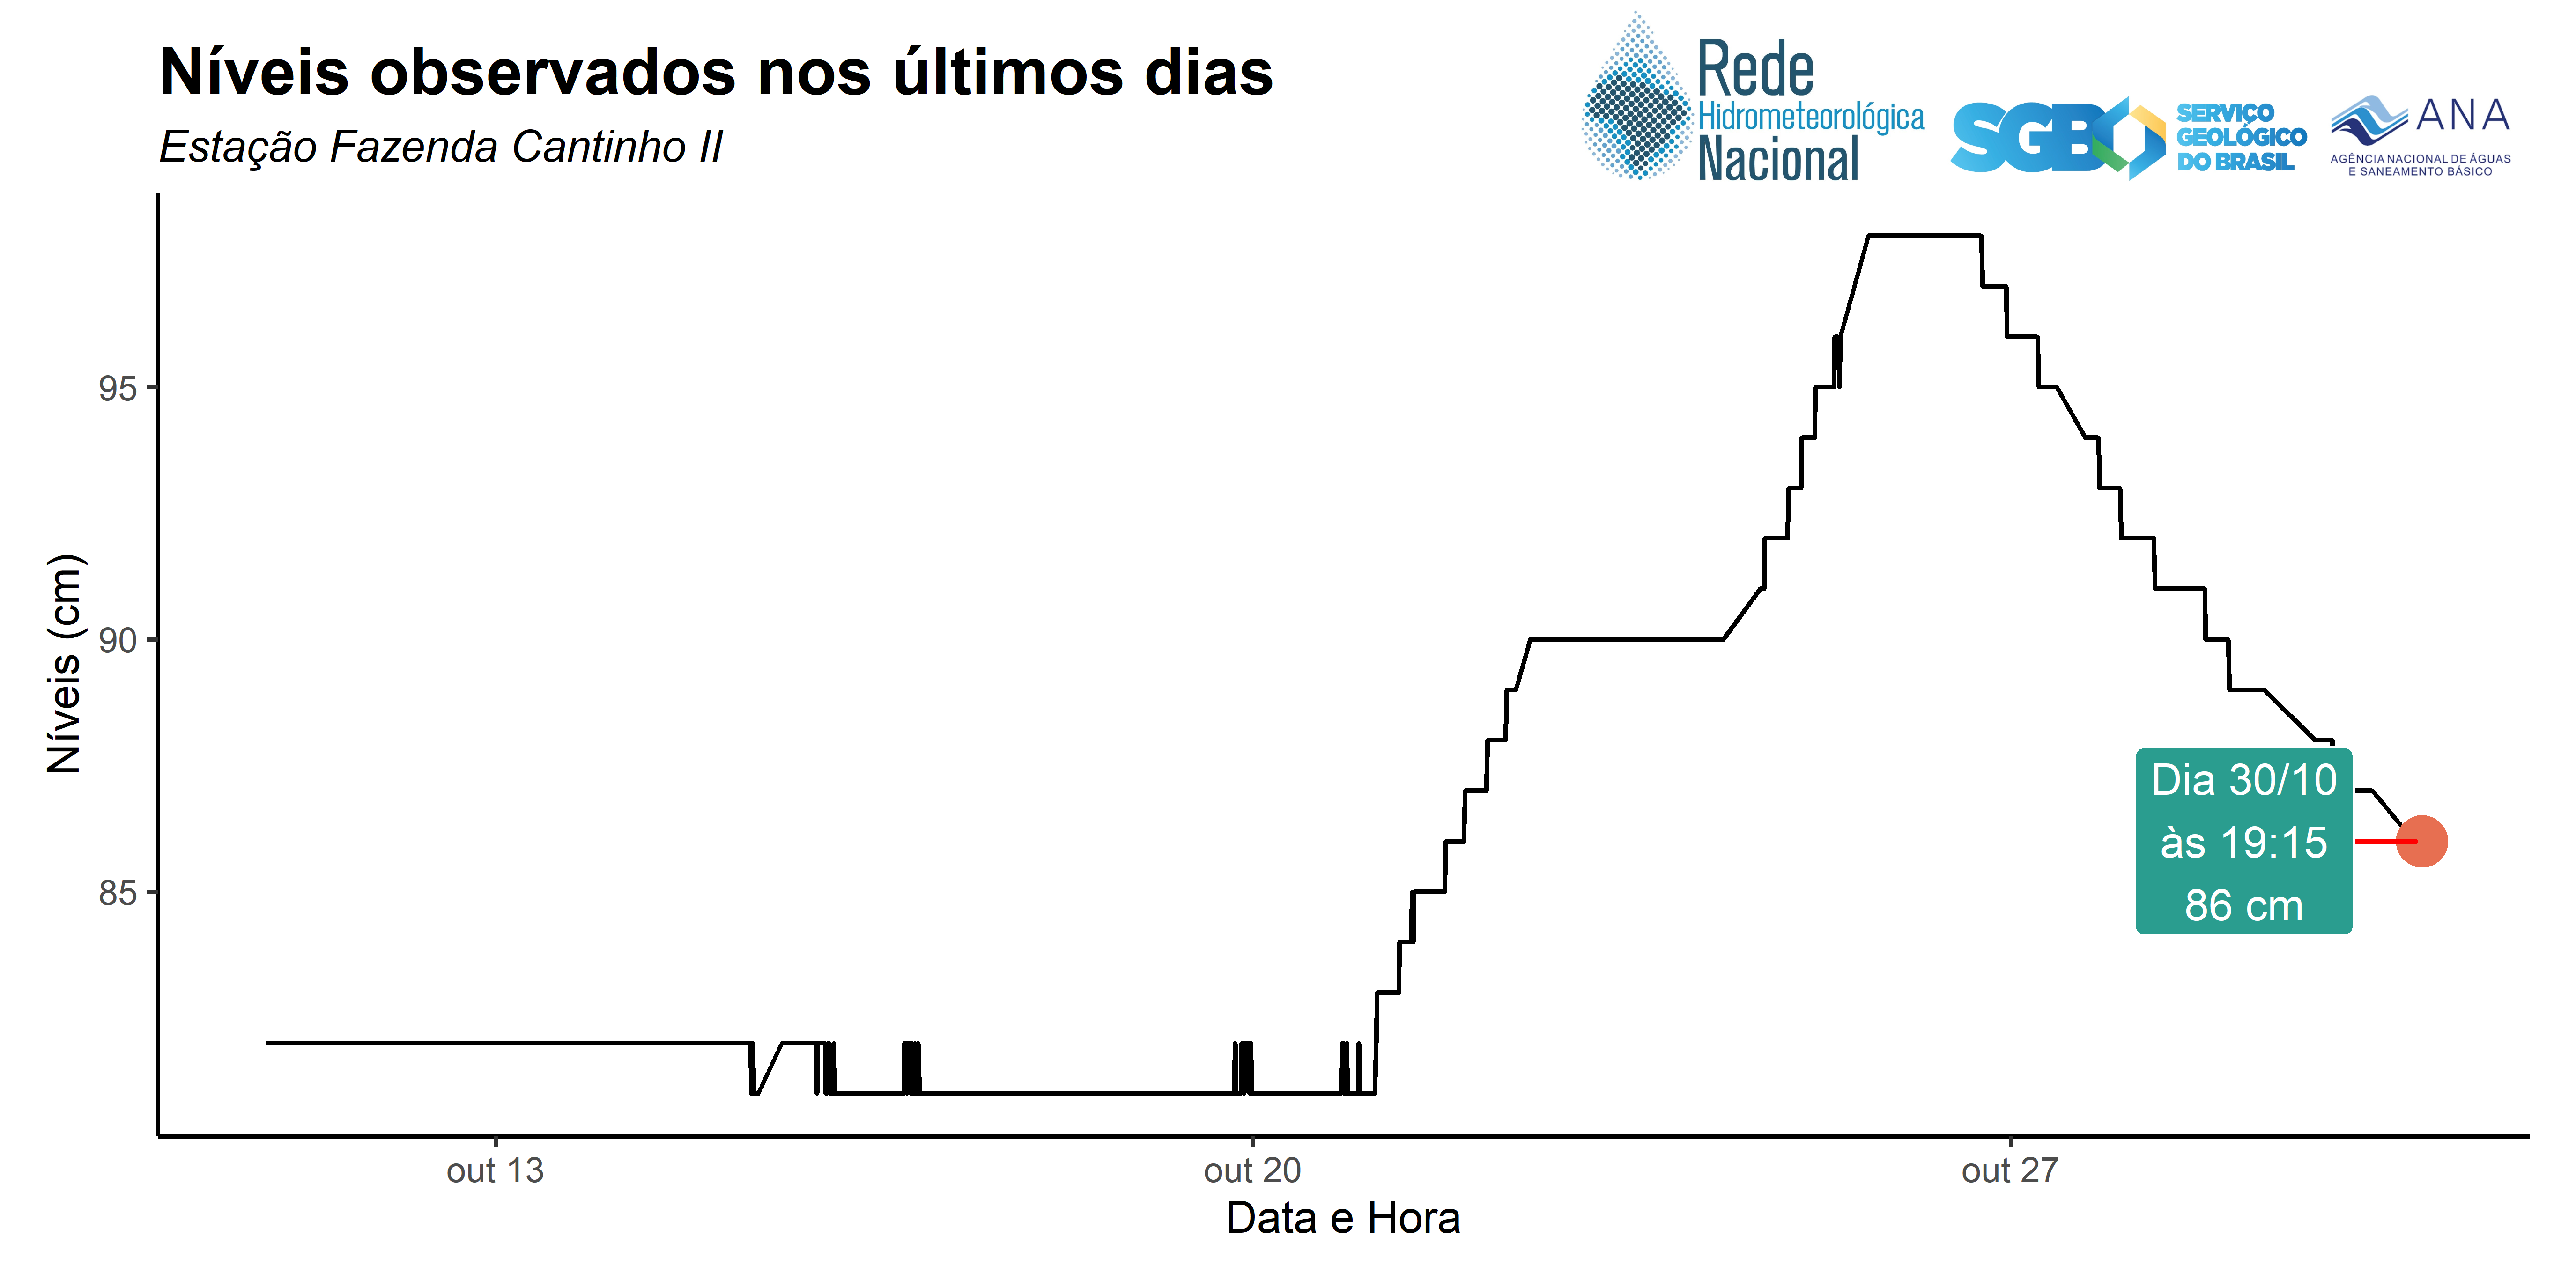 Níveis observados nos últimos dias
Estação Fazenda Cantinho II
Rede
Hidrometeorológica
Nacional
SGB
SERVIÇO
GEOLÓGICO
DO BRASIL
ANA
AGÊNCIA NACIONAL DE ÁGUAS
E SANEAMENTO BÁSICO
Níveis (cm)
95
90
85
Dia 30/10
às 19:15
86 cm
out 13
out 20
out 27
Data e Hora